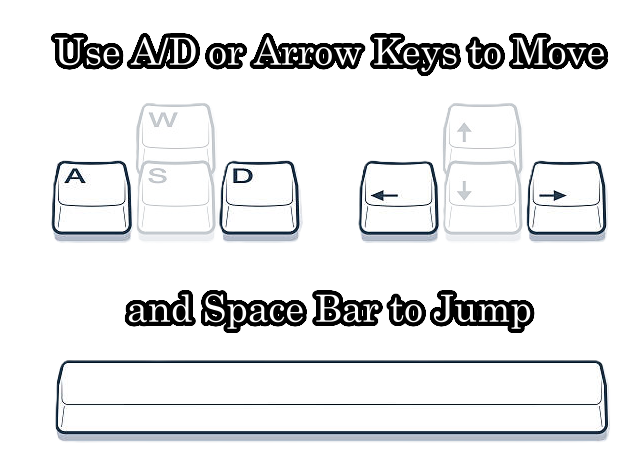 Use A/D or Arrow Keys to Move
W
A S D
↑
← ↓ →
and Space Bar to Jump